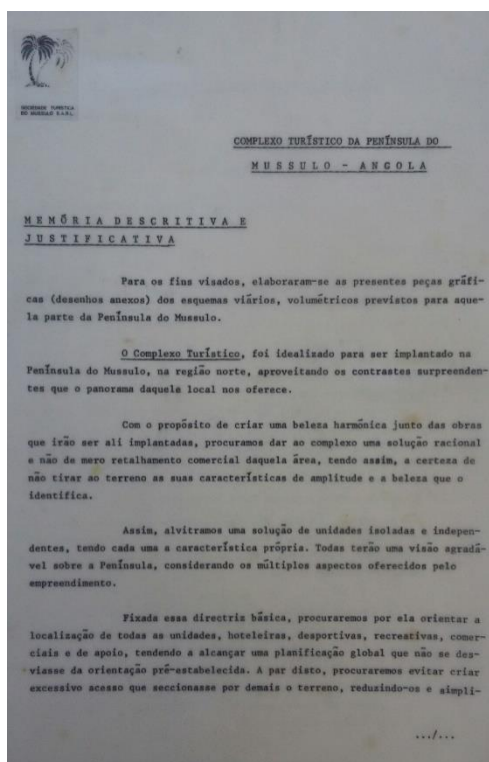 SOCIEDADE TURÍSTICA
DO MUSSULO S.A.R.L.
COMPLEXO TURÍSTICO DA PENÍNSULA DO
MUSSULO - ANGOLA
MEMÓRIA DESCRITIVA E
JUSTIFICATIVA
Para os fins visados, elaboraram-se as presentes peças gráfi-
cas (desenhos anexos) dos esquemas viários, volumétricos previstos para aque-
la parte da Península do Mussulo.
O Complexo Turístico, foi idealizado para ser implantado na
Península do Mussulo, na região norte, aproveitando os contrastes surpreenden-
tes que o panorama daquele local nos oferece.
Com o propósito de criar uma beleza harmónica junto das obras
que irão ser ali implantadas, procuramos dar ao complexo uma solução racional
e não de mero retalhamento comercial daquela área, tendo assim, a certeza de
não tirar ao terreno as suas características de amplitude e a beleza que o
identifica.
Assim, alvitramos uma solução de unidades isoladas e indepen-
dentes, tendo cada uma a característica própria. Todas terão uma visão agradá-
vel sobre a Península, considerando os múltiplos aspectos oferecidos pelo
empreendimento.
Fixada essa directriz básica, procuraremos por ela orientar a
localização de todas as unidades, hoteleiras, desportivas, recreativas, comer-
ciais e de apoio, tendendo a alcançar uma planificação global que não se des-
viasse da orientação pré-estabelecida. A par disto, procuraremos evitar criar
excessivo acesso que seccionasse por demais o terreno, reduzindo-os e simpli-
.../...